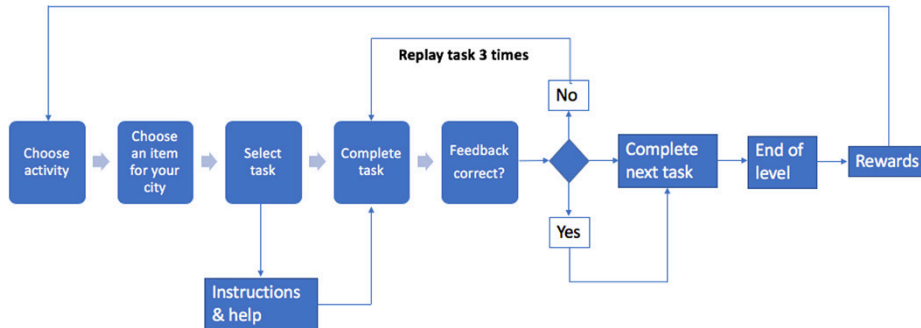 Replay task 3 times
No
Choose
activity
Choose
an item
for your
city
Select
task
Complete
task
Feedback
correct?
Complete
next task
End of
level
Rewards
Yes
Instructions
& help